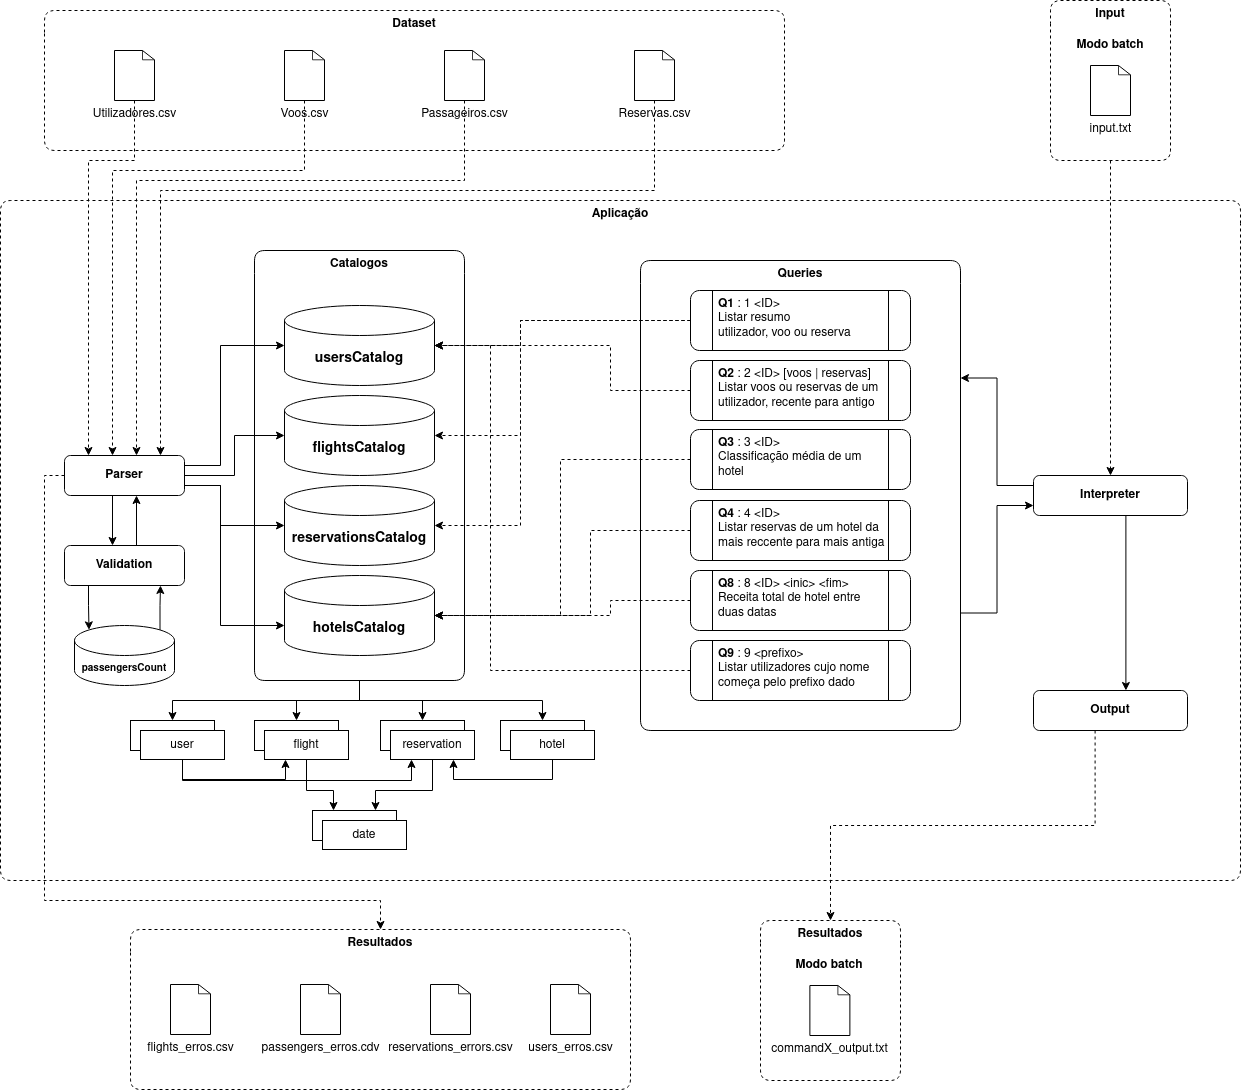 Dataset
Utilizadores.csv
Voos.csv
Passageiros.csv
Reservas.csv
Input
Modo batch
input.txt
Aplicação
Catalogos
usersCatalog
flightsCatalog
reservationsCatalog
hotelsCatalog
Parser
Validation
passengersCount
Queries
Q1 : 1 <ID>
Listar resumo
utilizador, voo ou reserva
Q2 : 2 <ID> [voos | reservas]
Listar voos ou reservas de um
utilizador, recente para antigo
Q3 : 3 <ID>
Classificação média de um
hotel
Q4 : 4 <ID>
Listar reservas de um hotel da
mais reccente para mais antiga
Q8 : 8 <ID> <inic> <fim>
Receita total de hotel entre
duas datas
Q9 : 9 <prefixo>
Listar utilizadores cujo nome
começa pelo prefixo dado
Interpreter
Output
user
flight
reservation
hotel
date
Resultados
flights_erros.csv
passengers_erros.cdv
reservations_errors.csv
users_erros.csv
Resultados
Modo batch
commandX_output.txt